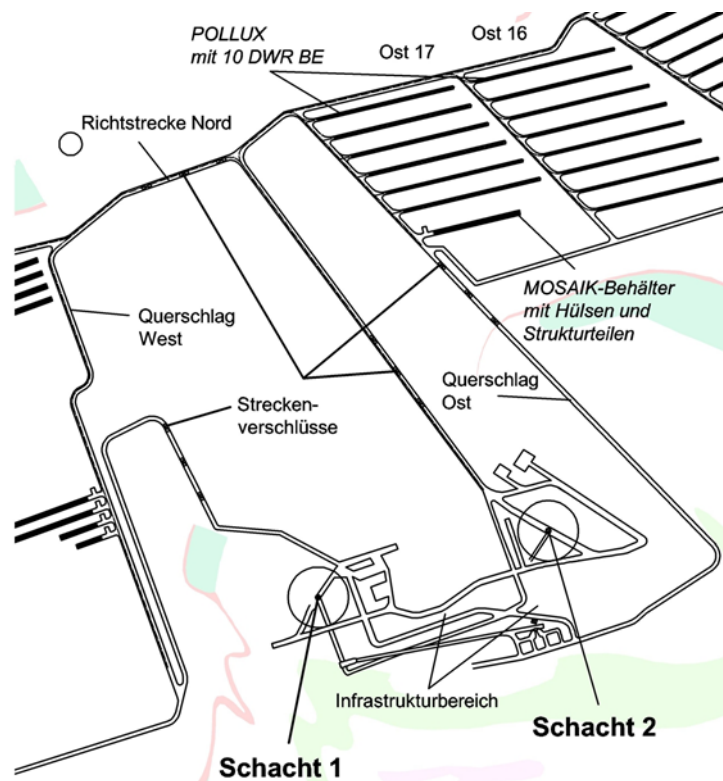 POLLUX
mit 10 DWR BE
Ost 17
Ost 16
Richtstrecke Nord
MOSAIK-Behälter
mit Hülsen und
Strukturteilen
Querschlag
West
Querschlag
Ost
Strecken-
verschlüsse
Infrastrukturbereich
Schacht 2
Schacht 1